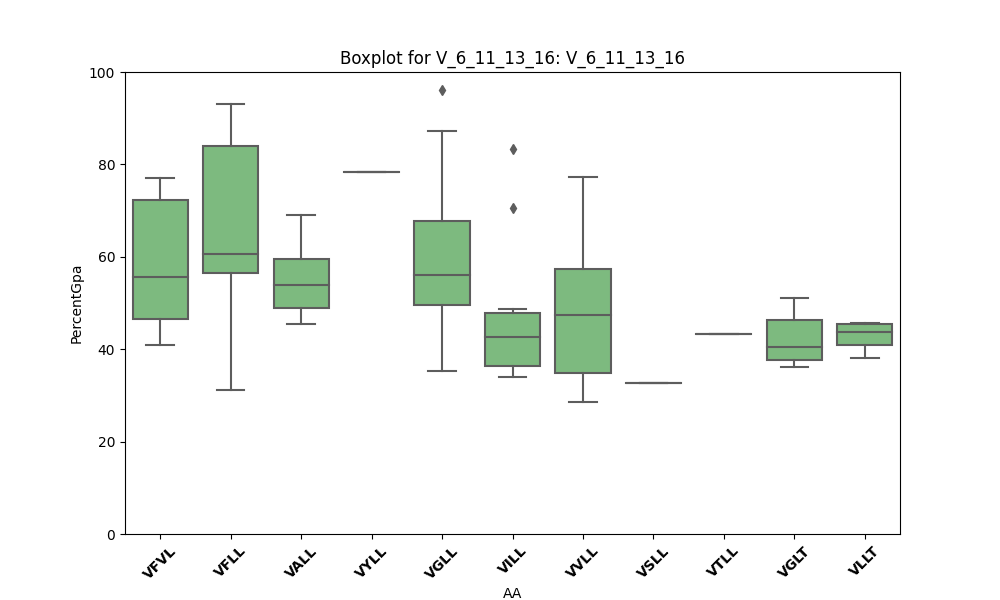 Boxplot for V_6_11_13_16: V_6_11_13_16
100
80
60
40
20
0
PercentGpa
VFVL
VFLL
VALL
VYLL
VGLL
VILL
VVLL
VSLL
VTLL
VGLT
VLLT
AA